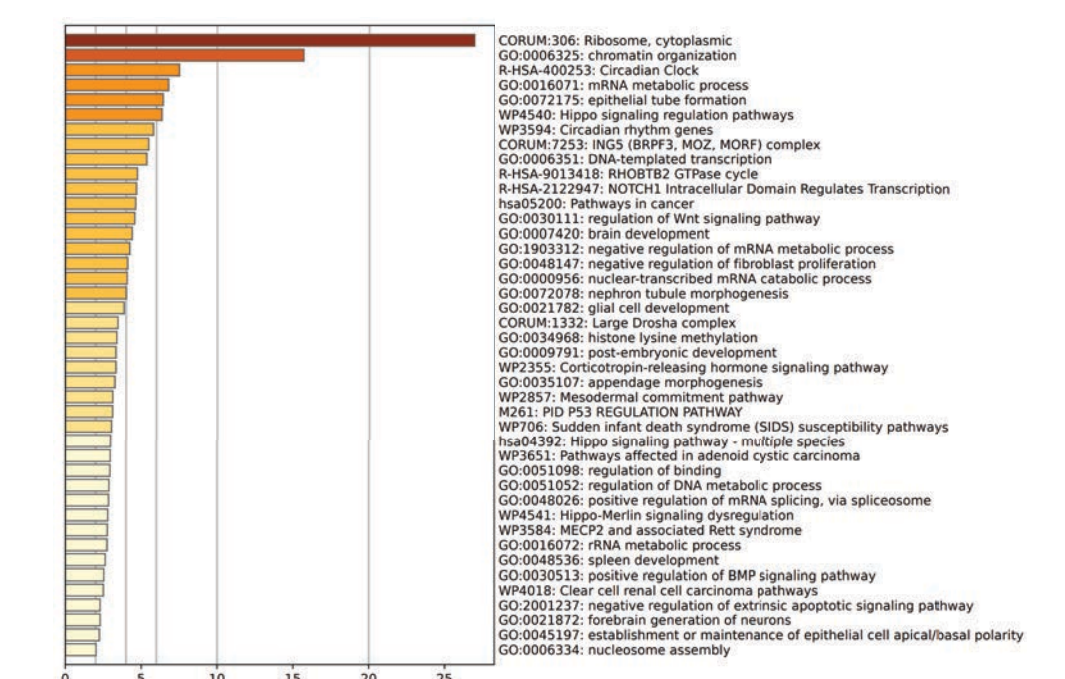 CORUM:306: Ribosome, cytoplasmic
GO:0006325: chromatin organization
R-HSA-400253: Circadian Clock
GO:0016071: mRNA metabolic process
GO:0072175: epithelial tube formation
WP4540: Hippo signaling regulation pathways
WP3594: Circadian rhythm genes
CORUM:7253: ING5 (BRPF3, MOZ, MORF) complex
GO:0006351: DNA-templated transcription
R-HSA-9013418: RHOBTB2 GTPase cycle
R-HSA-2122947: NOTCH1 Intracellular Domain Regulates Transcription
hsa05200: Pathways in cancer
GO:0030111: regulation of Wnt signaling pathway
GO:0007420: brain development
GO:1903312: negative regulation of mRNA metabolic process
GO:0048147: negative regulation of fibroblast proliferation
GO:0000956: nuclear-transcribed mRNA catabolic process
GO:0072078: nephron tubule morphogenesis
GO:0021782: glial cell development
CORUM:1332: Large Drosha complex
GO:0034968: histone lysine methylation
GO:0009791: post-embryonic development
WP2355: Corticotropin-releasing hormone signaling pathway
GO:0035107: appendage morphogenesis
WP2857: Mesodermal commitment pathway
M261: PID P53 REGULATION PATHWAY
WP706: Sudden infant death syndrome (SIDS) susceptibility pathways
hsa04392: Hippo signaling pathway - multiple species
WP3651: Pathways affected in adenoid cystic carcinoma
GO:0051098: regulation of binding
GO:0051052: regulation of DNA metabolic process
GO:0048026: positive regulation of mRNA splicing, via spliceosome
WP4541: Hippo-Merlin signaling dysregulation
WP3584: MECP2 and associated Rett syndrome
GO:0016072: rRNA metabolic process
GO:0048536: spleen development
GO:0030513: positive regulation of BMP signaling pathway
WP4018: Clear cell renal cell carcinoma pathways
GO:2001237: negative regulation of extrinsic apoptotic signaling pathway
GO:0021872: forebrain generation of neurons
GO:0045197: establishment or maintenance of epithelial cell apical/basal polarity
GO:0006334: nucleosome assembly
0 5 10 15 20 25